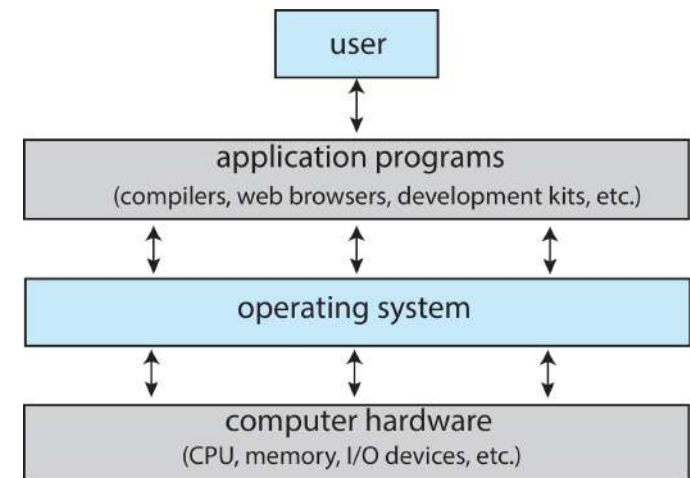 user
application programs
(compilers, web browsers, development kits, etc.)
operating system
computer hardware
(CPU, memory, I/O devices, etc.)